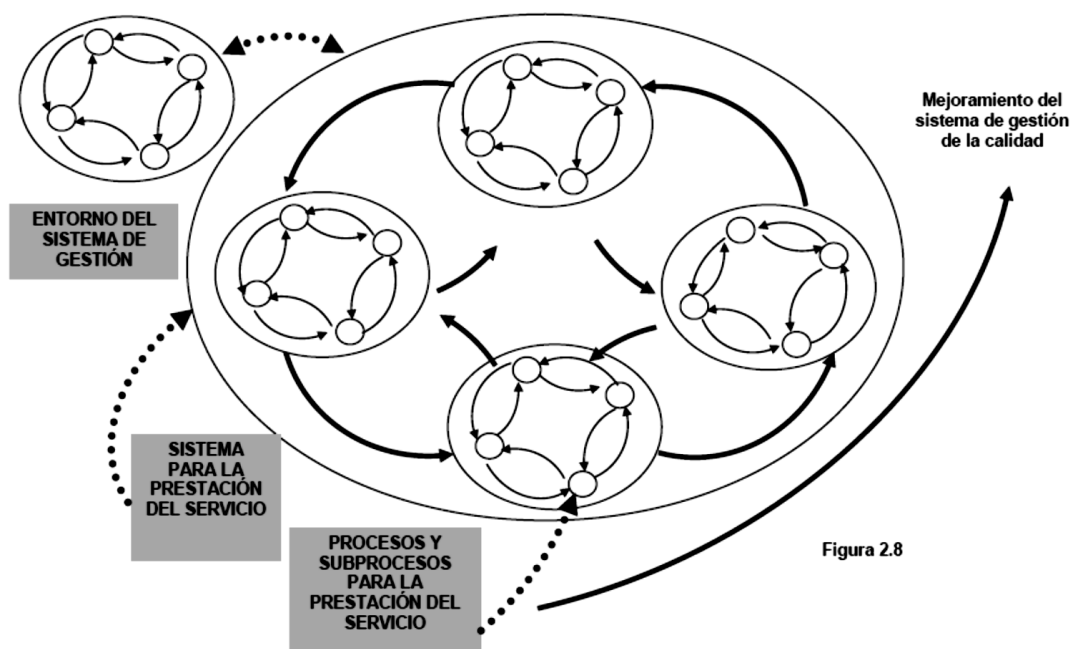 Mejoramiento del
sistema de gestión
de la calidad
ENTORNO DEL
SISTEMA DE
GESTIÓN
SISTEMA
PARA LA
PRESTACIÓN
DEL SERVICIO
PROCESOS Y
SUBPROCESOS
PARA LA
PRESTACIÓN DEL
SERVICIO
Figura 2.8